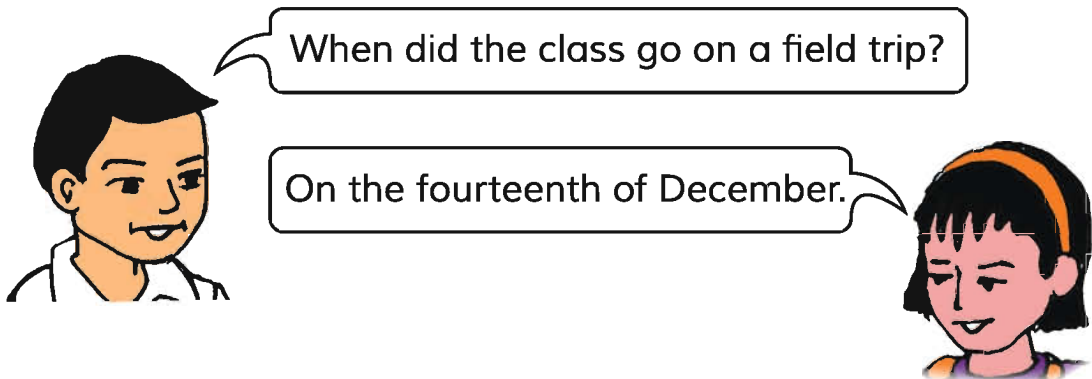 When did the class go on a field trip?
On the fourteenth of December.